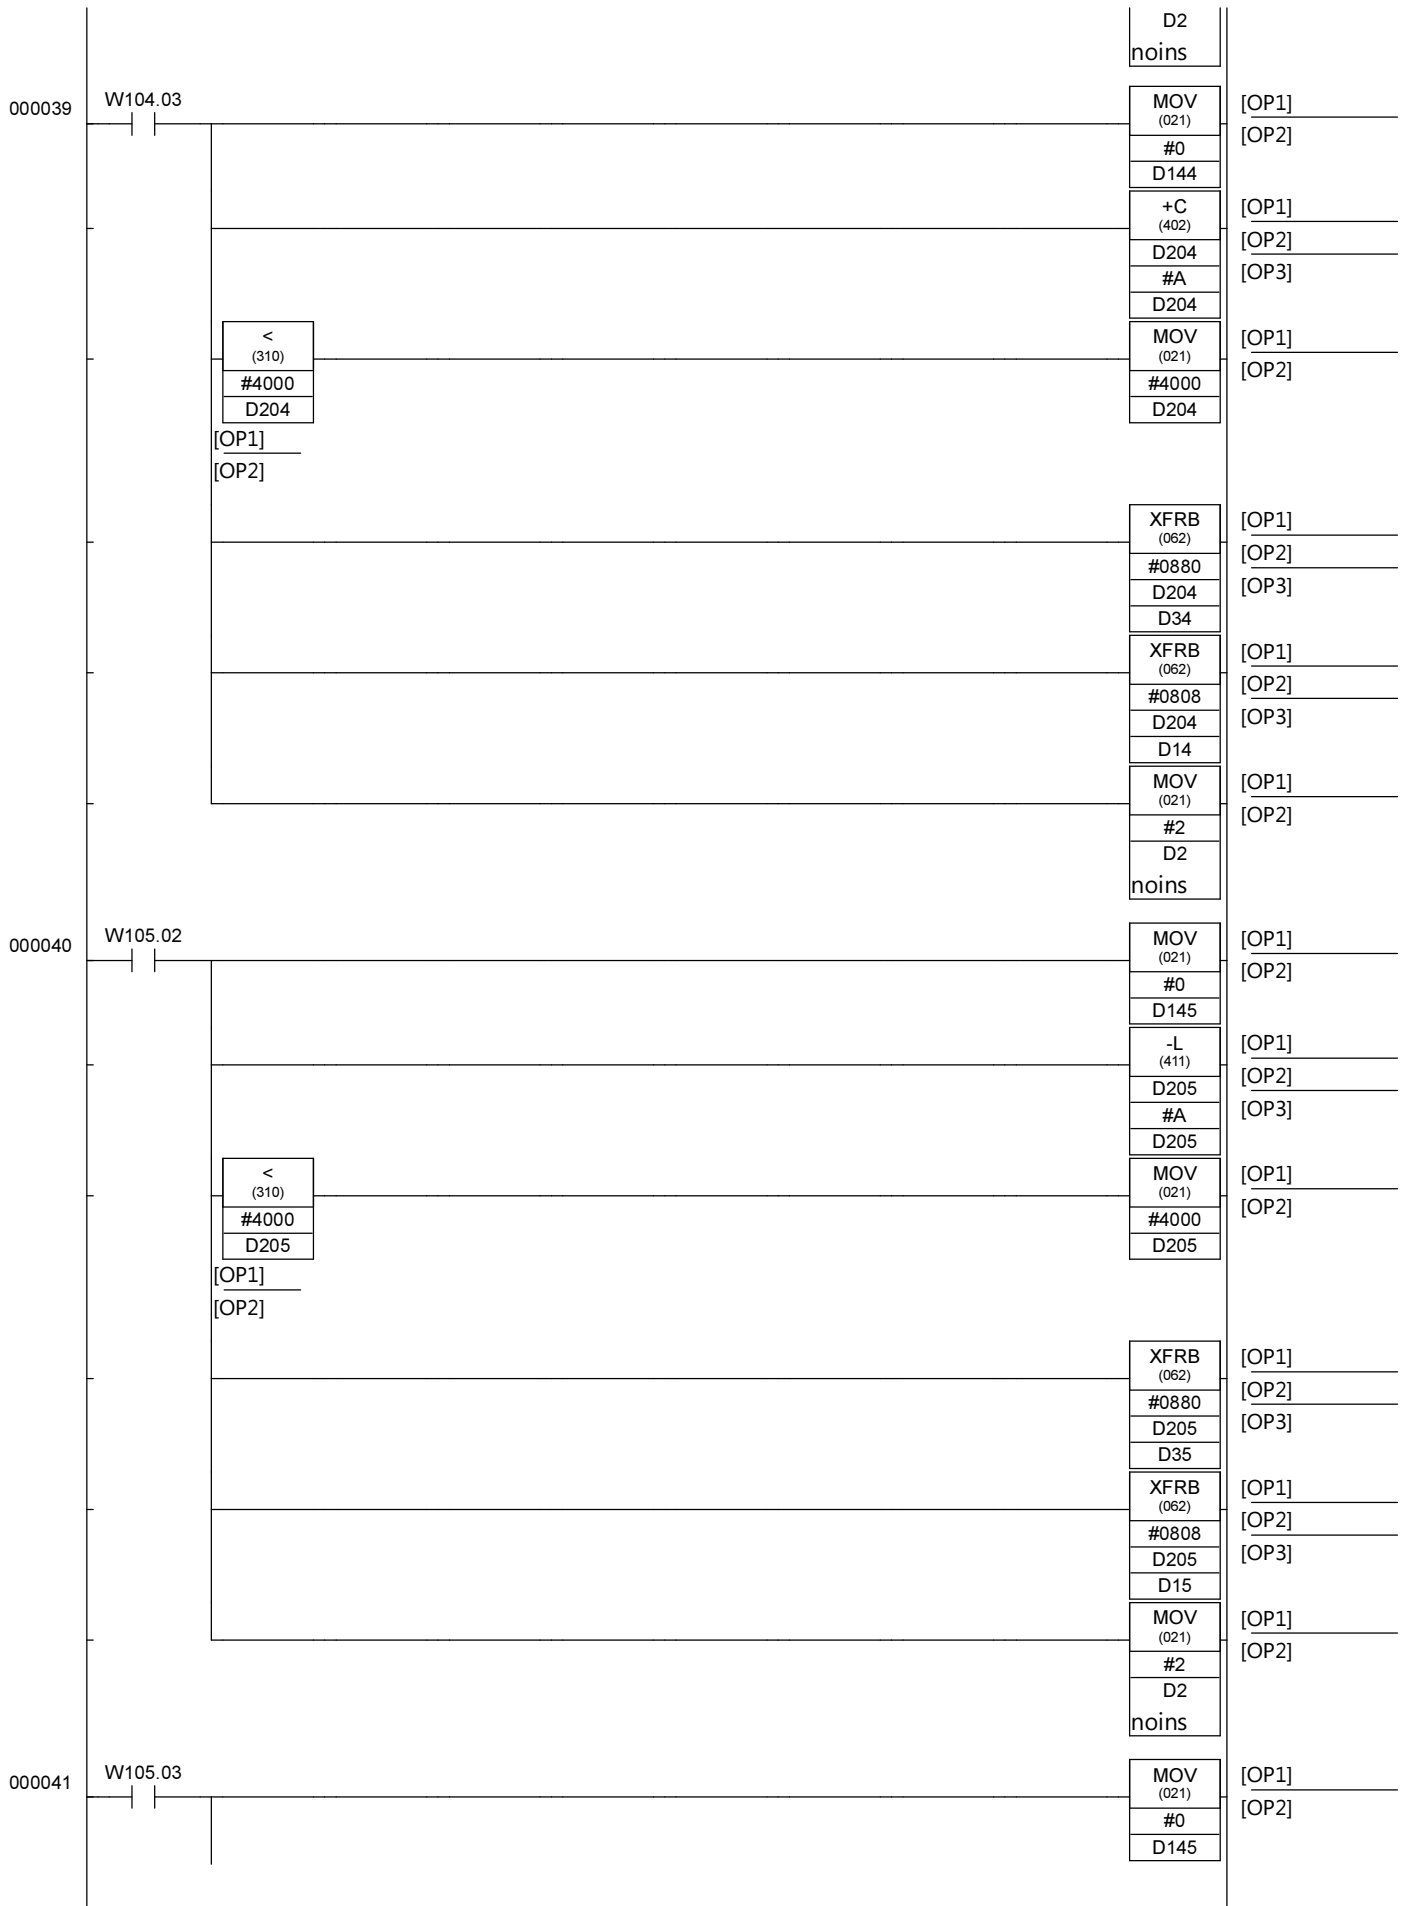 D2
noins
000039
W104.03
MOV
(021)
#0
D144
[OP1]
[OP2]
+C
(402)
D204
#A
D204
[OP1]
[OP2]
[OP3]
<
(310)
#4000
D204
[OP1]
[OP2]
MOV
(021)
#4000
D204
[OP1]
[OP2]
XFRB
(062)
#0880
D204
D34
[OP1]
[OP2]
[OP3]
XFRB
(062)
#0808
D204
D14
[OP1]
[OP2]
[OP3]
MOV
(021)
#2
D2
noins
[OP1]
[OP2]
000040
W105.02
MOV
(021)
#0
D145
[OP1]
[OP2]
-L
(411)
D205
#A
D205
[OP1]
[OP2]
[OP3]
<
(310)
#4000
D205
[OP1]
[OP2]
MOV
(021)
#4000
D205
[OP1]
[OP2]
XFRB
(062)
#0880
D205
D35
[OP1]
[OP2]
[OP3]
XFRB
(062)
#0808
D205
D15
[OP1]
[OP2]
[OP3]
MOV
(021)
#2
D2
noins
[OP1]
[OP2]
000041
W105.03
MOV
(021)
#0
D145
[OP1]
[OP2]